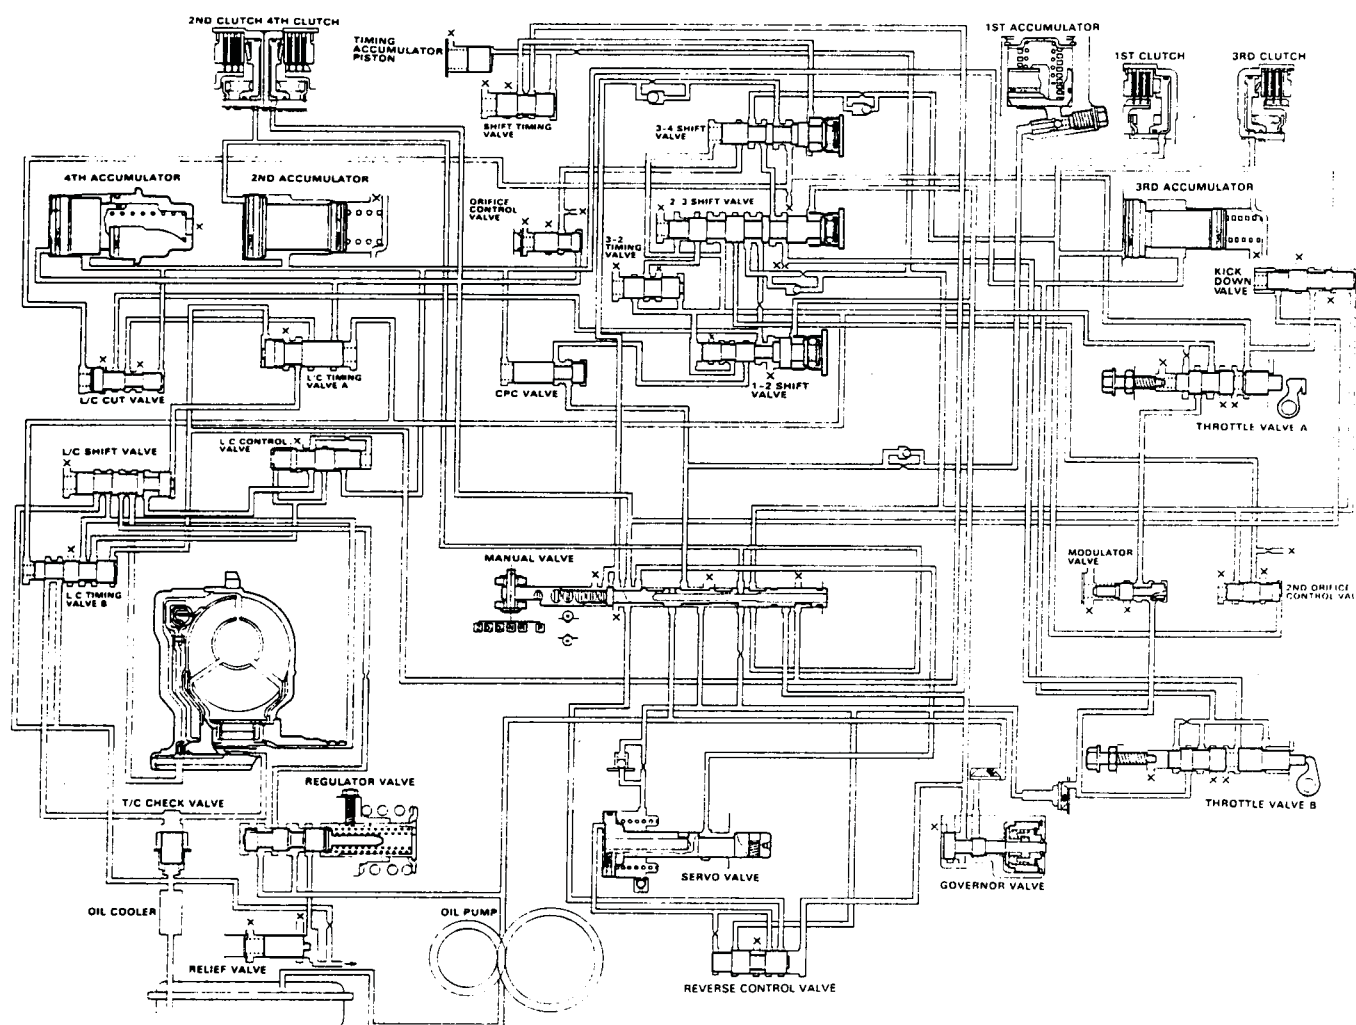 2ND CLUTCH 4TH CLUTCH
TIMING
ACCUMULATOR
PISTON
1ST ACCUMULATOR
1ST CLUTCH
3RD CLUTCH
SHIFT TIMING
VALVE
3-4 SHIFT
VALVE
4TH ACCUMULATOR
2ND ACCUMULATOR
ORIFICE
CONTROL
VALVE
2 3 SHIFT VALVE
3-2
TIMING
VALVE
3RD ACCUMULATOR
KICK
DOWN
VALVE
L/C CUT VALVE
L/C TIMING
VALVE A
CPC VALVE
1-2 SHIFT
VALVE
THROTTLE VALVE A
L/C SHIFT VALVE
L C CONTROL
VALVE
L C TIMING
VALVE B
MANUAL VALVE
MODULATOR
VALVE
2ND ORIFICE
CONTROL VAL
T/C CHECK VALVE
REGULATOR VALVE
THROTTLE VALVE B
SERVO VALVE
GOVERNOR VALVE
OIL COOLER
OIL PUMP
RELIEF VALVE
REVERSE CONTROL VALVE